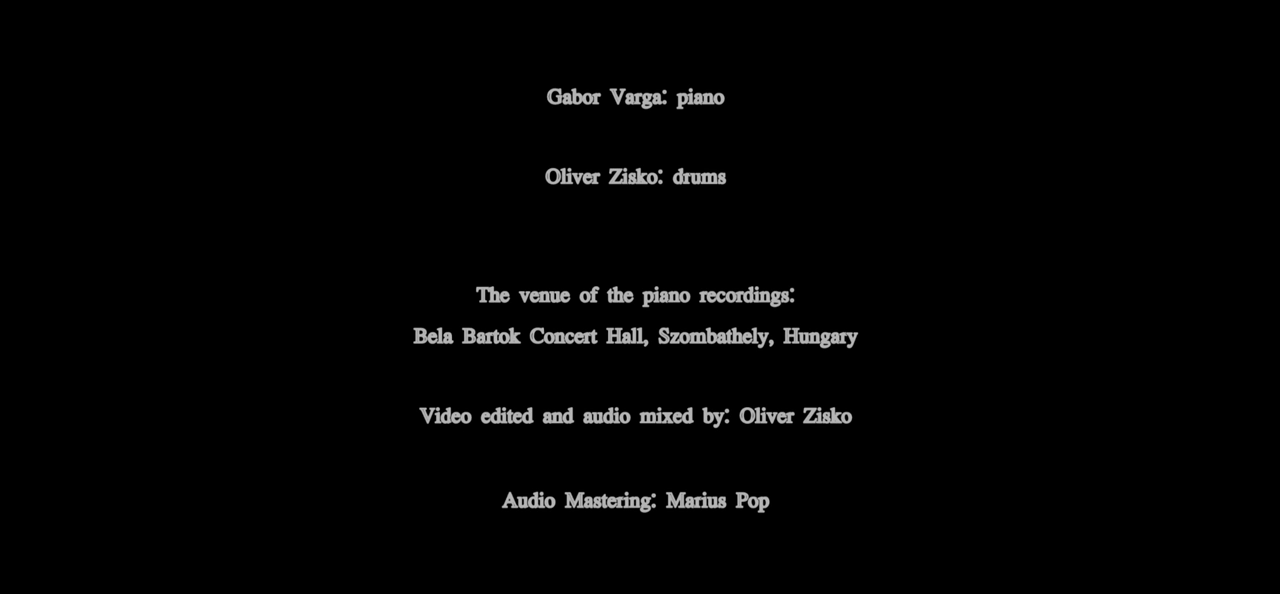 Gabor Varga: piano
Oliver Zisko: drums
The venue of the piano recordings:
Bela Bartok Concert Hall, Szombathely, Hungary
Video edited and audio mixed by: Oliver Zisko
Audio Mastering: Marius Pop